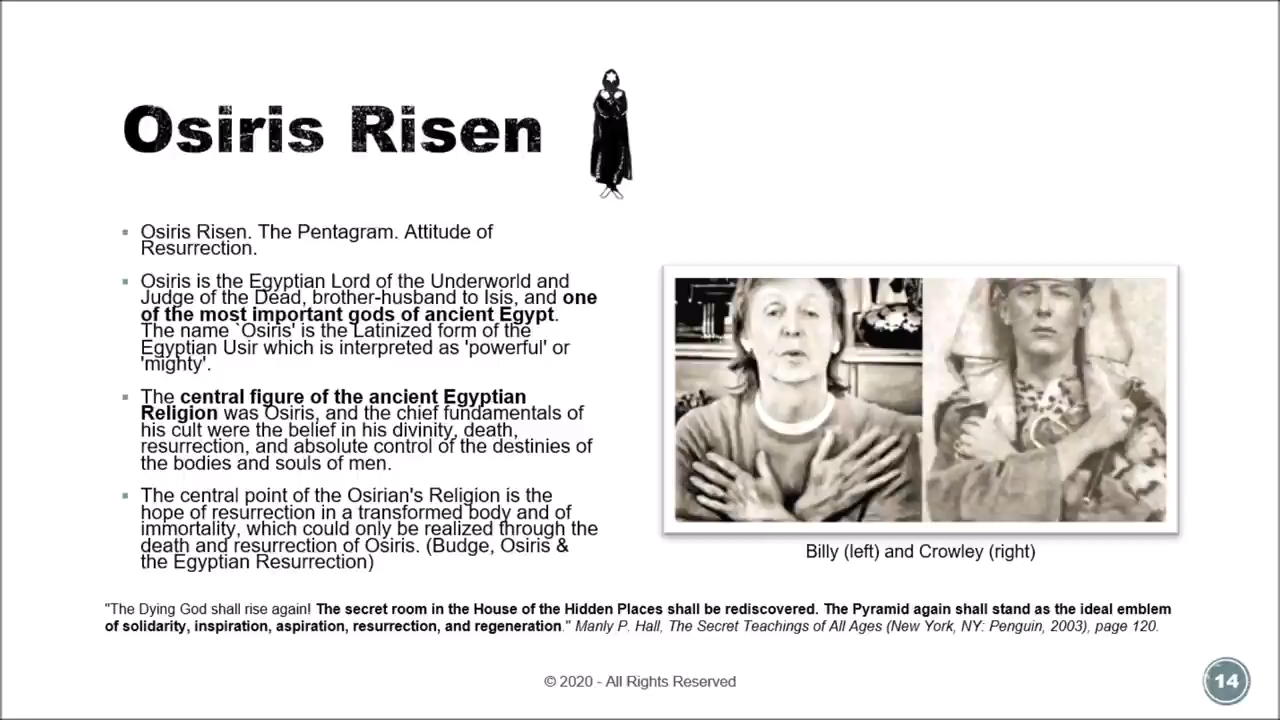 Osiris Risen
▪ Osiris Risen. The Pentagram. Attitude of
Resurrection.
▪ Osiris is the Egyptian Lord of the Underworld and
Judge of the Dead, brother-husband to Isis, and one
of the most important gods of ancient Egypt.
The name `Osiris' is the Latinized form of the
Egyptian Usir which is interpreted as 'powerful' or
'mighty'.
▪ The central figure of the ancient Egyptian
Religion was Osiris, and the chief fundamentals of
his cult were the belief in his divinity, death,
resurrection, and absolute control of the destinies of
the bodies and souls of men.
▪ The central point of the Osirian's Religion is the
hope of resurrection in a transformed body and of
immortality, which could only be realized through the
death and resurrection of Osiris. (Budge, Osiris &
the Egyptian Resurrection)
Billy (left) and Crowley (right)
"The Dying God shall rise again! The secret room in the House of the Hidden Places shall be rediscovered. The Pyramid again shall stand as the ideal emblem
of solidarity, inspiration, aspiration, resurrection, and regeneration." Manly P. Hall, The Secret Teachings of All Ages (New York, NY: Penguin, 2003), page 120.
© 2020 - All Rights Reserved
14